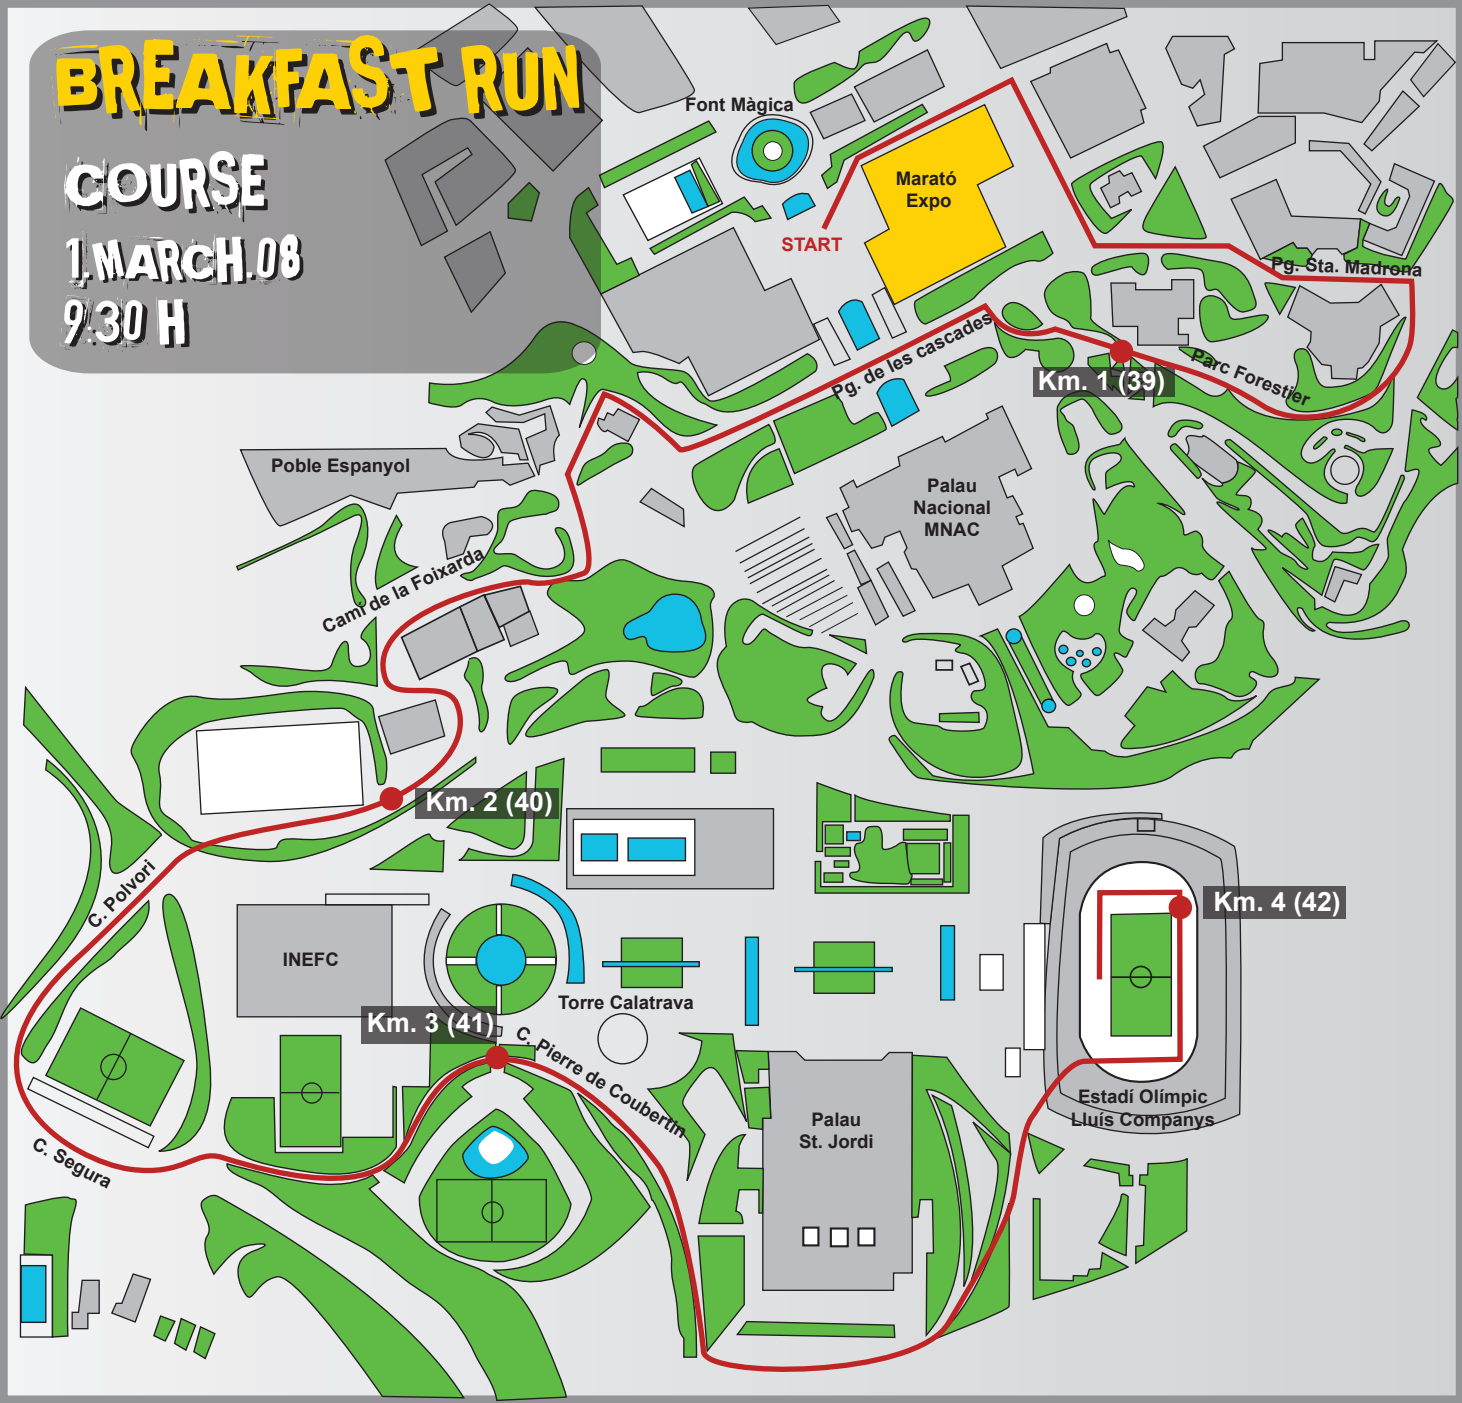 BREAKFAST RUN
COURSE
1.MARCH.08
9:30 H
Font Màgica
Marató
Expo
START
Pg. Sta. Madrona
Pg. de les cascades
Parc Forestier
Km. 1 (39)
Poble Espanyol
Palau
Nacional
MNAC
Camí de la Foixarda
Km. 2 (40)
C. Polvori
Km. 4 (42)
INEFC
Torre Calatrava
Km. 3 (41)
C. Pierre de Coubertin
Estadi Olímpic
Lluís Companys
Palau
St. Jordi
C. Segura